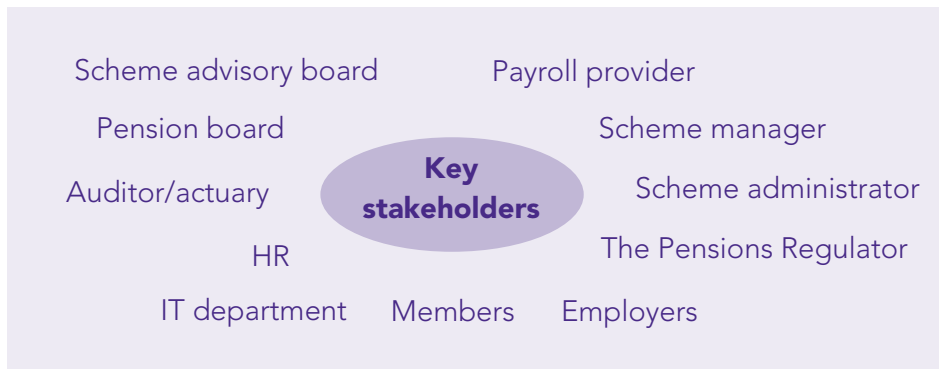 Scheme advisory board
Payroll provider
Pension board
Scheme manager
Key
stakeholders
Auditor/actuary
Scheme administrator
HR
The Pensions Regulator
IT department
Members
Employers